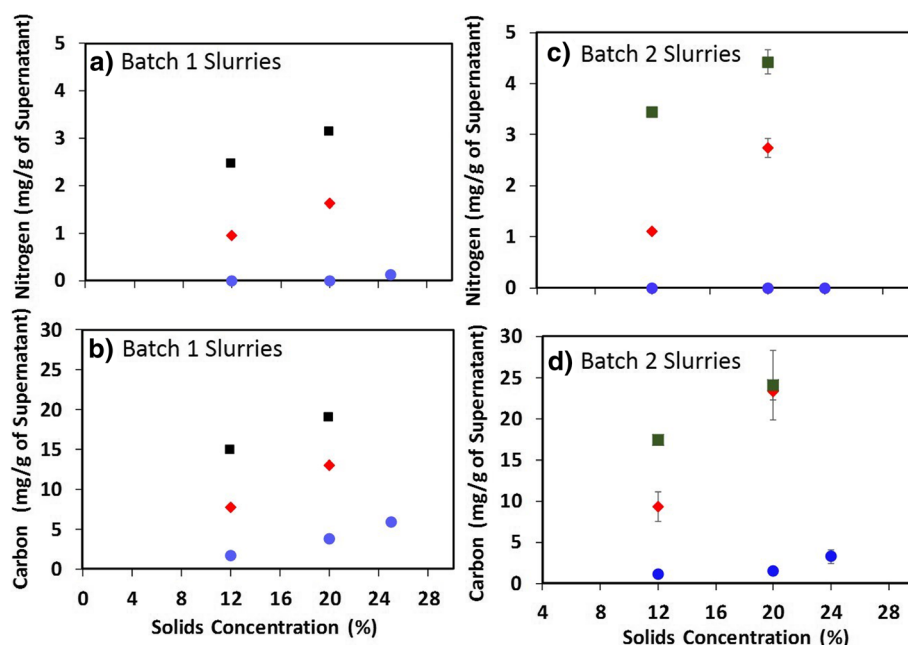 a) Batch 1 Slurries
Nitrogen (mg/g of Supernatant)
5
4
3
2
1
0
b) Batch 1 Slurries
Carbon (mg/g of Supernatant)
30
25
20
15
10
5
0
0 4 8 12 16 20 24 28
Solids Concentration (%)
c) Batch 2 Slurries
Nitrogen (mg/g of Supernatant)
5
4
3
2
1
0
d) Batch 2 Slurries
Carbon (mg/g of Supernatant)
30
25
20
15
10
5
0
4 8 12 16 20 24 28
Solids Concentration (%)